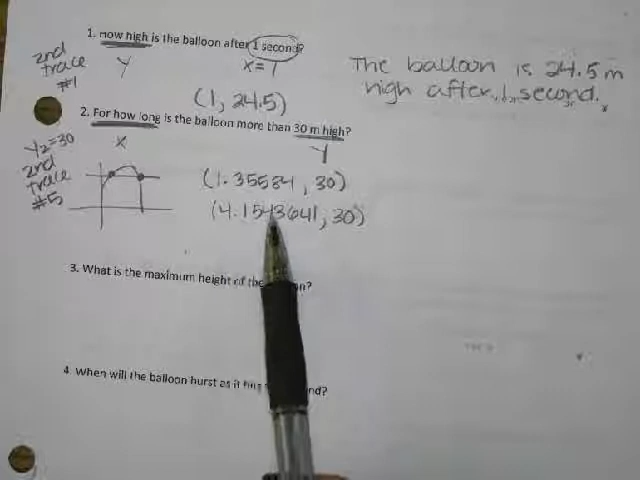 1. How high is the balloon after 1 second?
2nd trace #1
Y
x=1
The balloon is 24.5m
high after 1 second.
(1, 24.5)
2. For how long is the balloon more than 30 m high?
Y2=30
2nd trace #5
X
Y
(1.35534, 30)
(4.1543641, 30)
3. What is the maximum height of the
4. When will the balloon burst as it hits